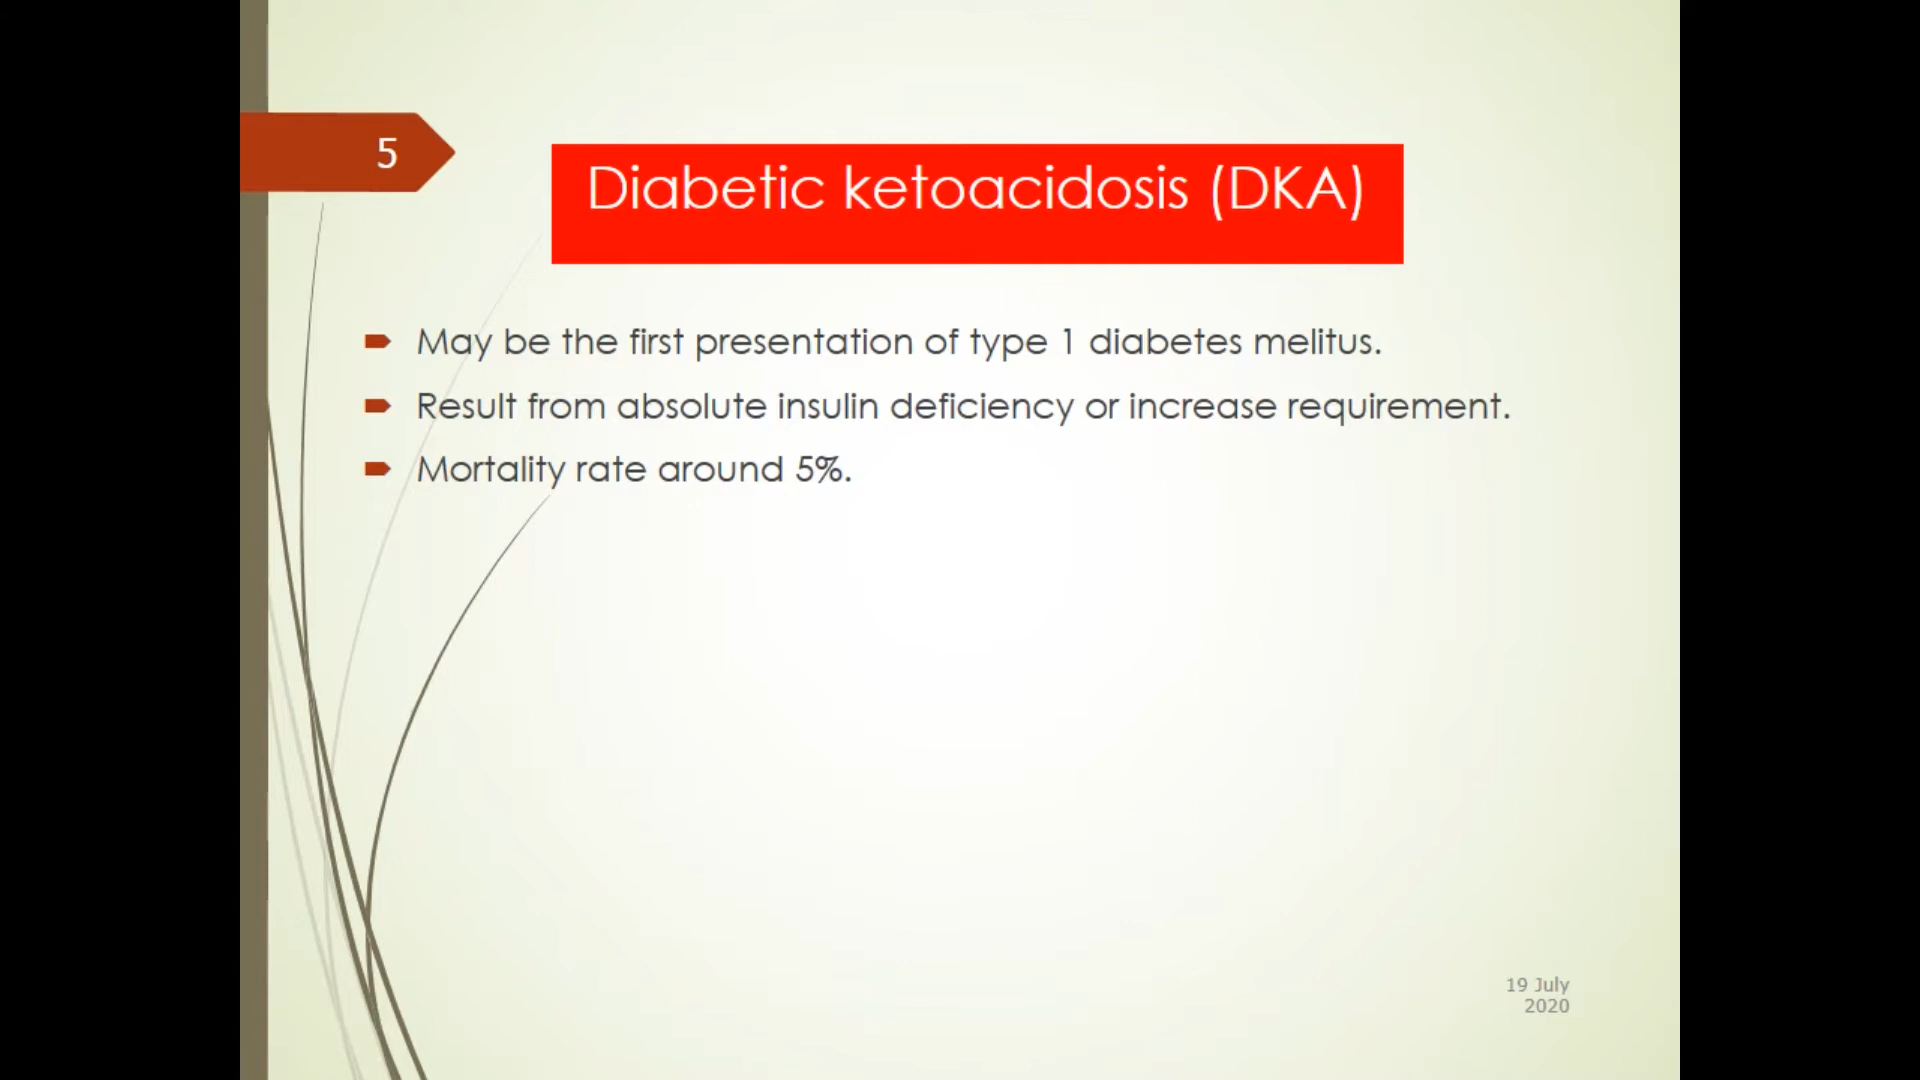 5
Diabetic ketoacidosis (DKA)
May be the first presentation of type 1 diabetes melitus.
Result from absolute insulin deficiency or increase requirement.
Mortality rate around 5%.
19 July
2020